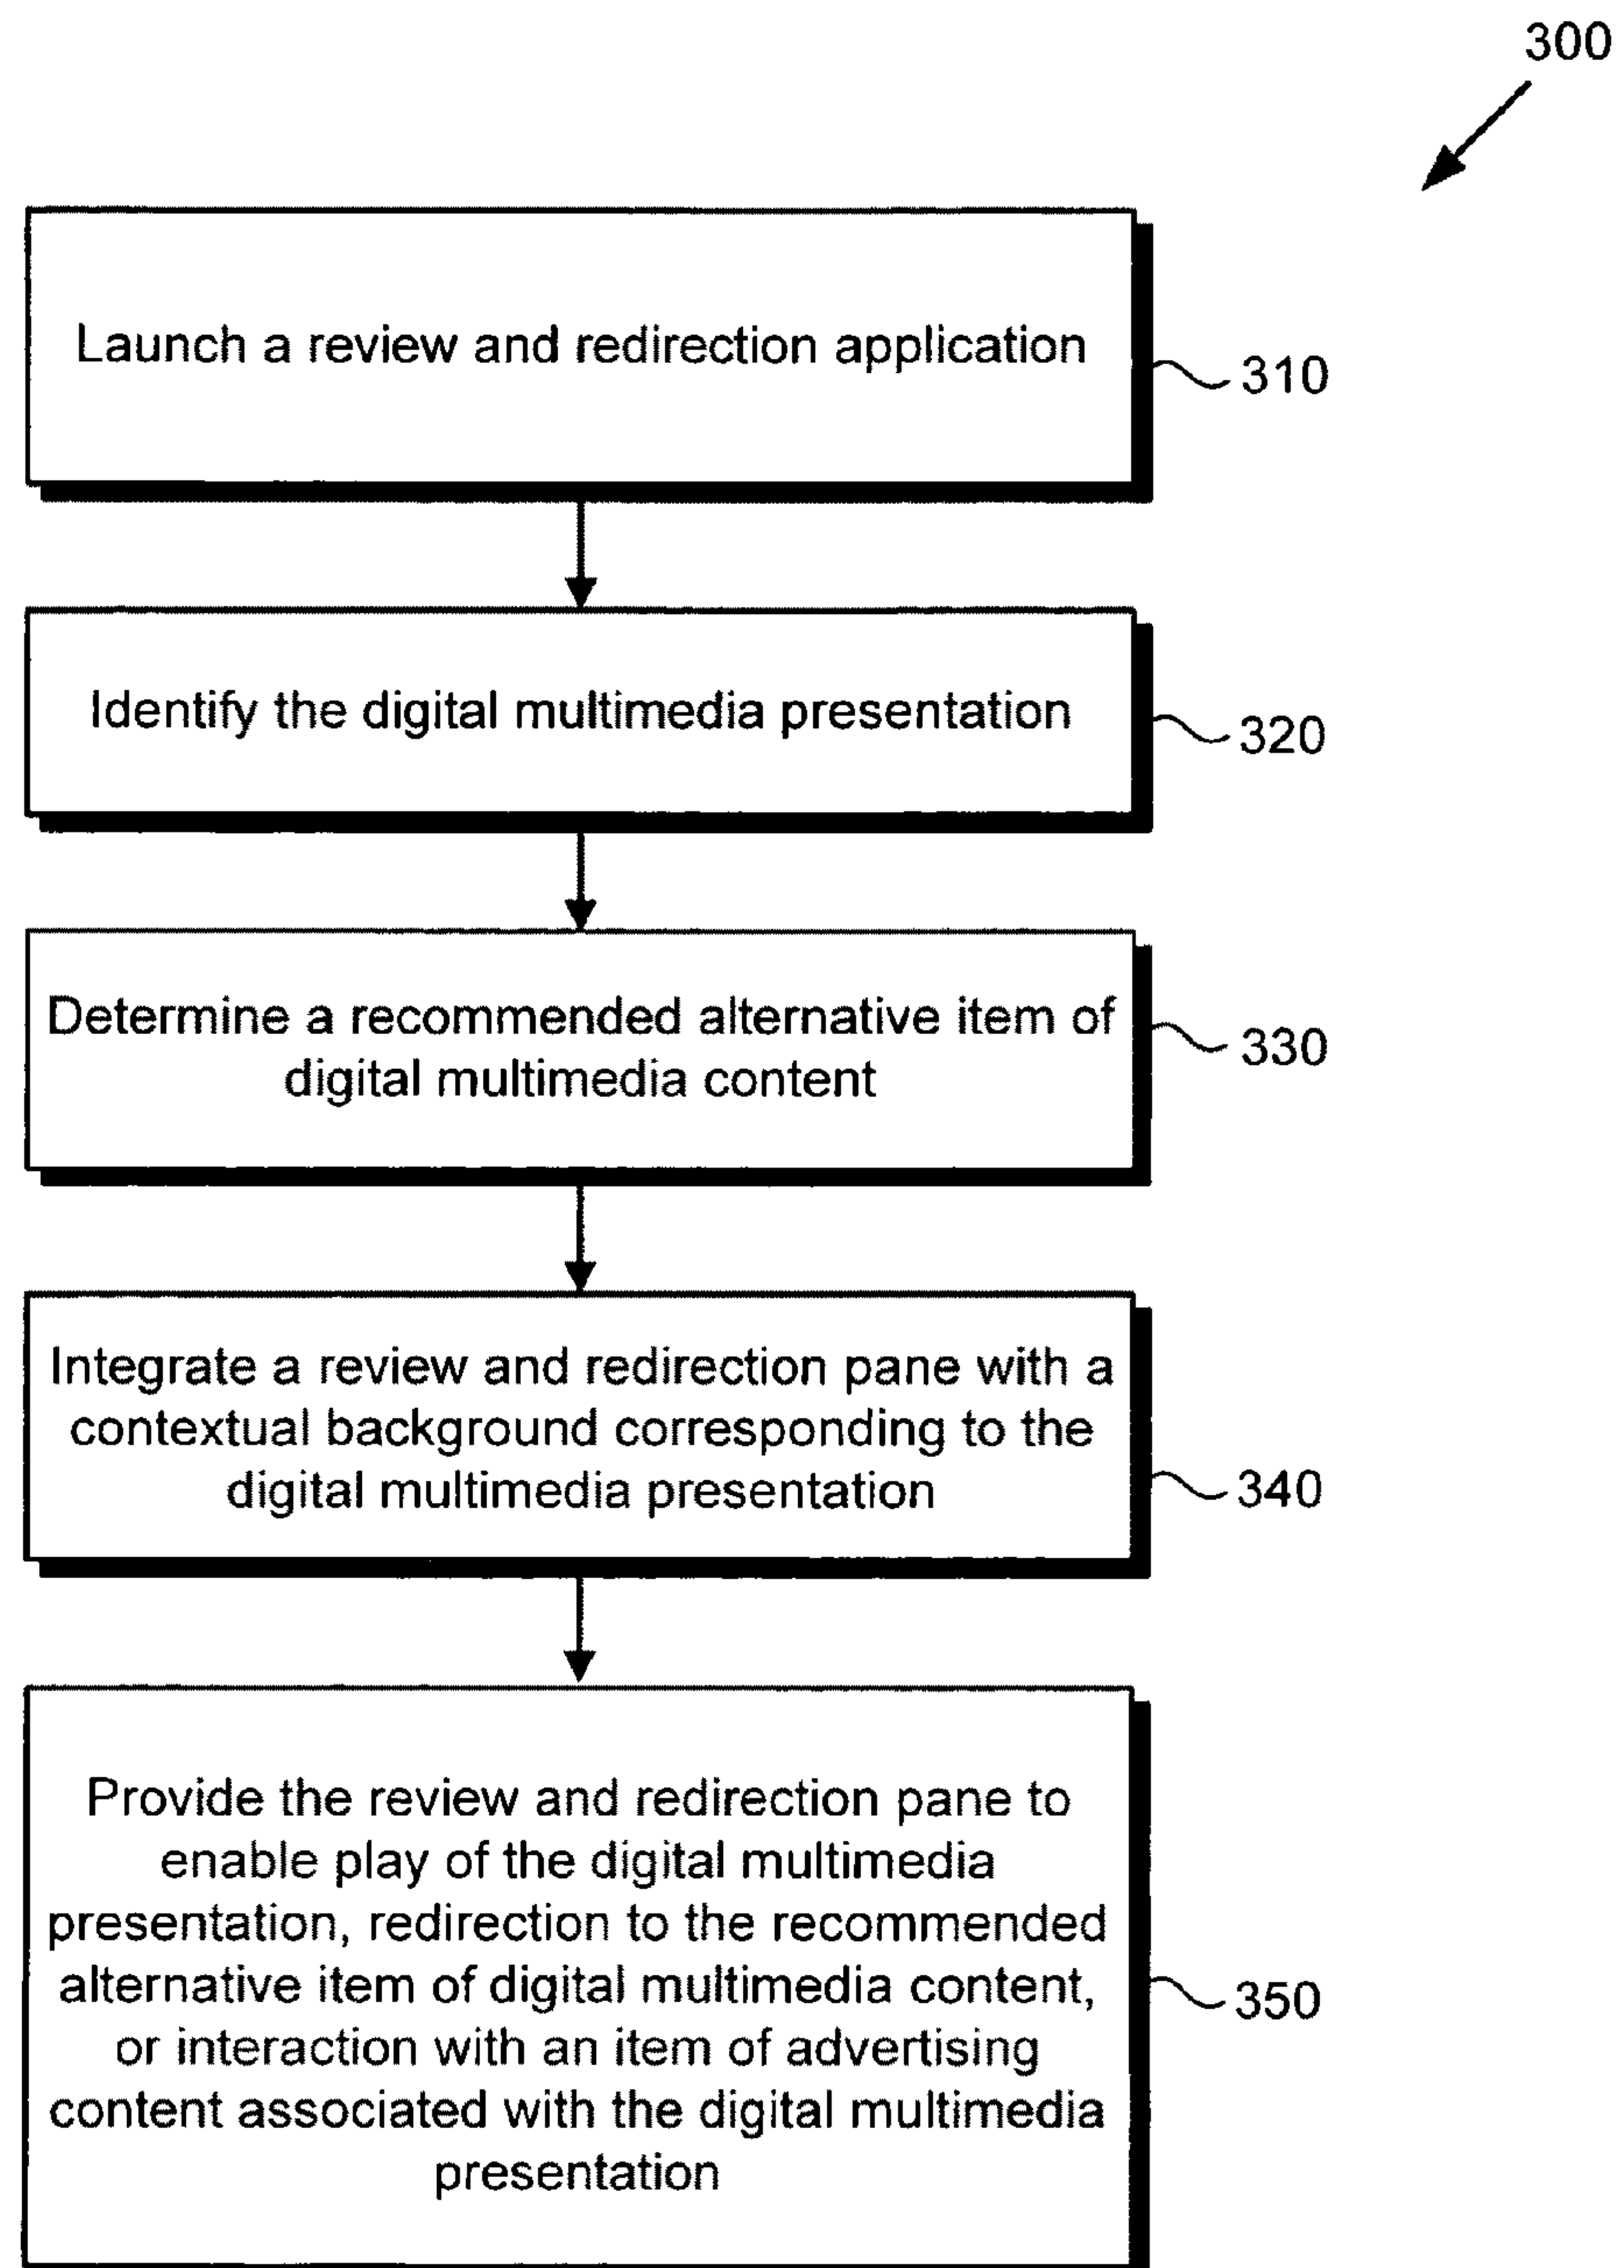 300
Launch a review and redirection application
310
Identify the digital multimedia presentation
320
Determine a recommended alternative item of
digital multimedia content
330
Integrate a review and redirection pane with a
contextual background corresponding to the
digital multimedia presentation
340
Provide the review and redirection pane to
enable play of the digital multimedia
presentation, redirection to the recommended
alternative item of digital multimedia content,
or interaction with an item of advertising
content associated with the digital multimedia
presentation
350